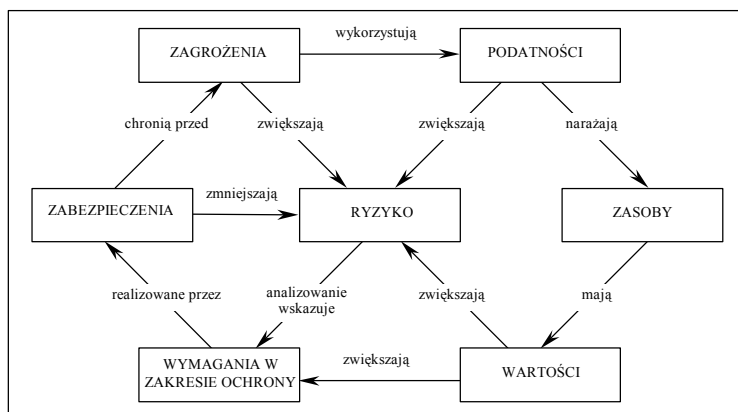 wykorzystują
ZAGROŻENIA
PODATNOŚCI
chronią przed
zwiększają
zwiększają
narażają
ZABEZPIECZENIA
zmniejszają
RYZYKO
ZASOBY
realizowane przez
analizowanie
wskazuje
zwiększają
mają
WYMAGANIA W
ZAKRESIE OCHRONY
zwiększają
WARTOŚCI